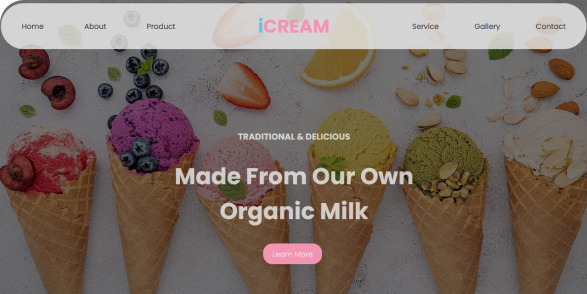 Home About Product iCREAM Service Gallery Contact
TRADITIONAL & DELICIOUS
Made From Our Own
Organic Milk
Learn More